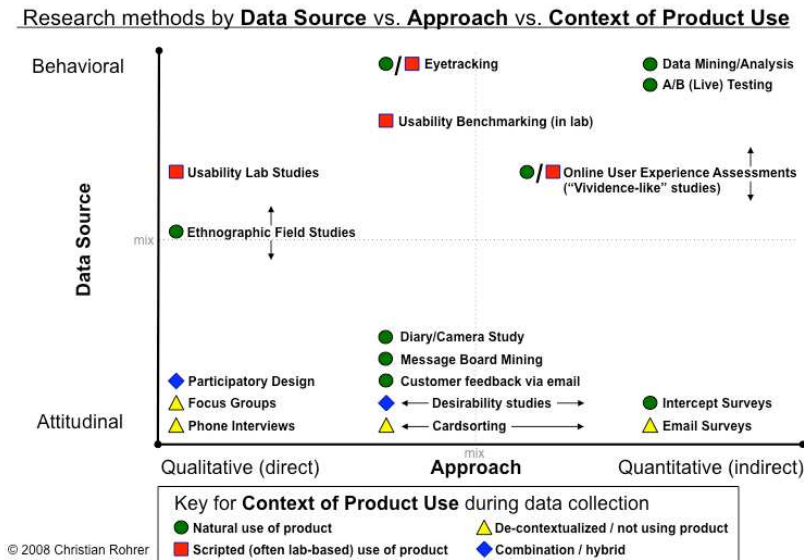 Research methods by Data Source vs. Approach vs. Context of Product Use
Behavioral
/ Eyetracking
Data Mining/Analysis
A/B (Live) Testing
Usability Benchmarking (in lab)
Usability Lab Studies
/ Online User Experience Assessments
("Vividence-like" studies)
Ethnographic Field Studies
mix
Data Source
Diary/Camera Study
Message Board Mining
Participatory Design
Customer feedback via email
Focus Groups
Desirability studies
Intercept Surveys
Attitudinal
Phone Interviews
Cardsorting
Email Surveys
mix
Qualitative (direct)
Approach
Quantitative (indirect)
Key for Context of Product Use during data collection
Natural use of product
De-contextualized / not using product
© 2008 Christian Rohrer
Scripted (often lab-based) use of product
Combination / hybrid